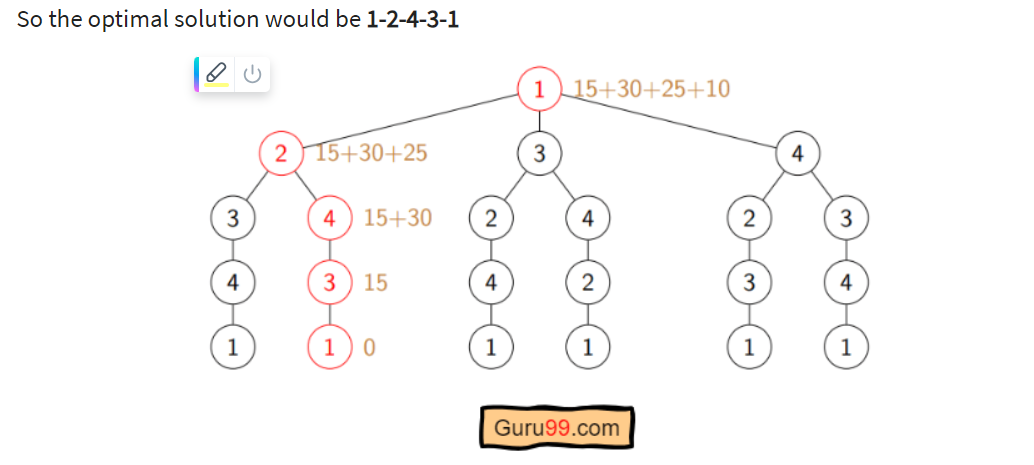 So the optimal solution would be 1-2-4-3-1
1 15+30+25+10
2 15+30+25 3 4
3 4 15+30 2 4 2 3
4 3 15 4 2 3 4
1 1 0 1 1 1 1
Guru99.com